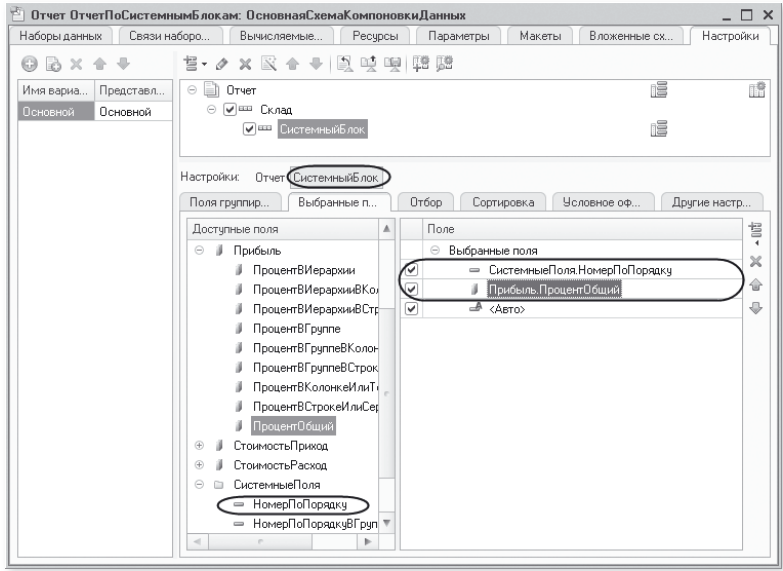 Отчет ОтчетПоСистемнымБлокам: ОсновнаяСхемаКомпоновкиДанных
Наборы данных Связи наборо... Вычисляемые... Ресурсы Параметры Макеты Вложенные сх... Настройки
Имя вариа... Представл...
Основной Основной
Отчет
Склад
СистемныйБлок
Настройки: Отчет СистемныйБлок
Поля группир... Выбранные п... Отбор Сортировка Условное оф... Другие настр...
Доступные поля
Прибыль
ПроцентВИерархии
ПроцентВИерархииВКол
ПроцентВИерархииВСтр
ПроцентВГруппе
ПроцентВГруппеВКолон
ПроцентВГруппеВСтрок
ПроцентВКолонкеИлиТ
ПроцентВСтрокеИлиСер
ПроцентОбщий
СтоимостьПриход
СтоимостьРасход
СистемныеПоля
НомерПоПорядку
НомерПоПорядкуВГруп
Поле
Выбранные поля
СистемныеПоля.НомерПоПорядку
Прибыль.ПроцентОбщий
<Авто>